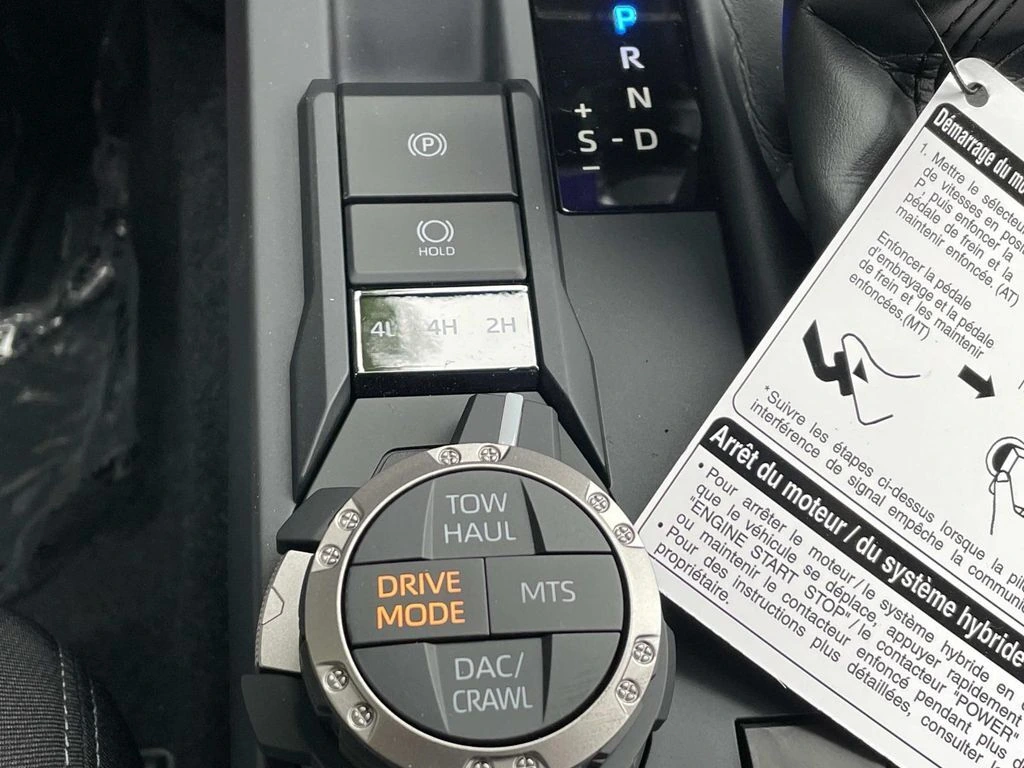 P
R
N
+
S - D
–
P
HOLD
4L 4H 2H
TOW
HAUL
DRIVE
MODE
MTS
DAC/
CRAWL
Démarrage du
1. Mettre le sélecteur
de vitesses en
P, puis enfoncer la
pédale de frein et la
maintenir enfoncée. (AT)
Enfoncer la pédale
d'embrayage et la pédale
de frein et les maintenir
enfoncées.(MT)
*Suivre les étapes ci-dessus lorsque la
interférence de signal empêche la
Arrêt du moteur / du système hybride
• Pour arrêter le moteur/le système hybride en
que le véhicule se déplace, appuyer rapidement
"ENGINE START STOP"/le contacteur "POWER"
ou maintenir le contacteur enfoncé pendant plus
• Pour des instructions plus détaillées, consulter
propriétaire.